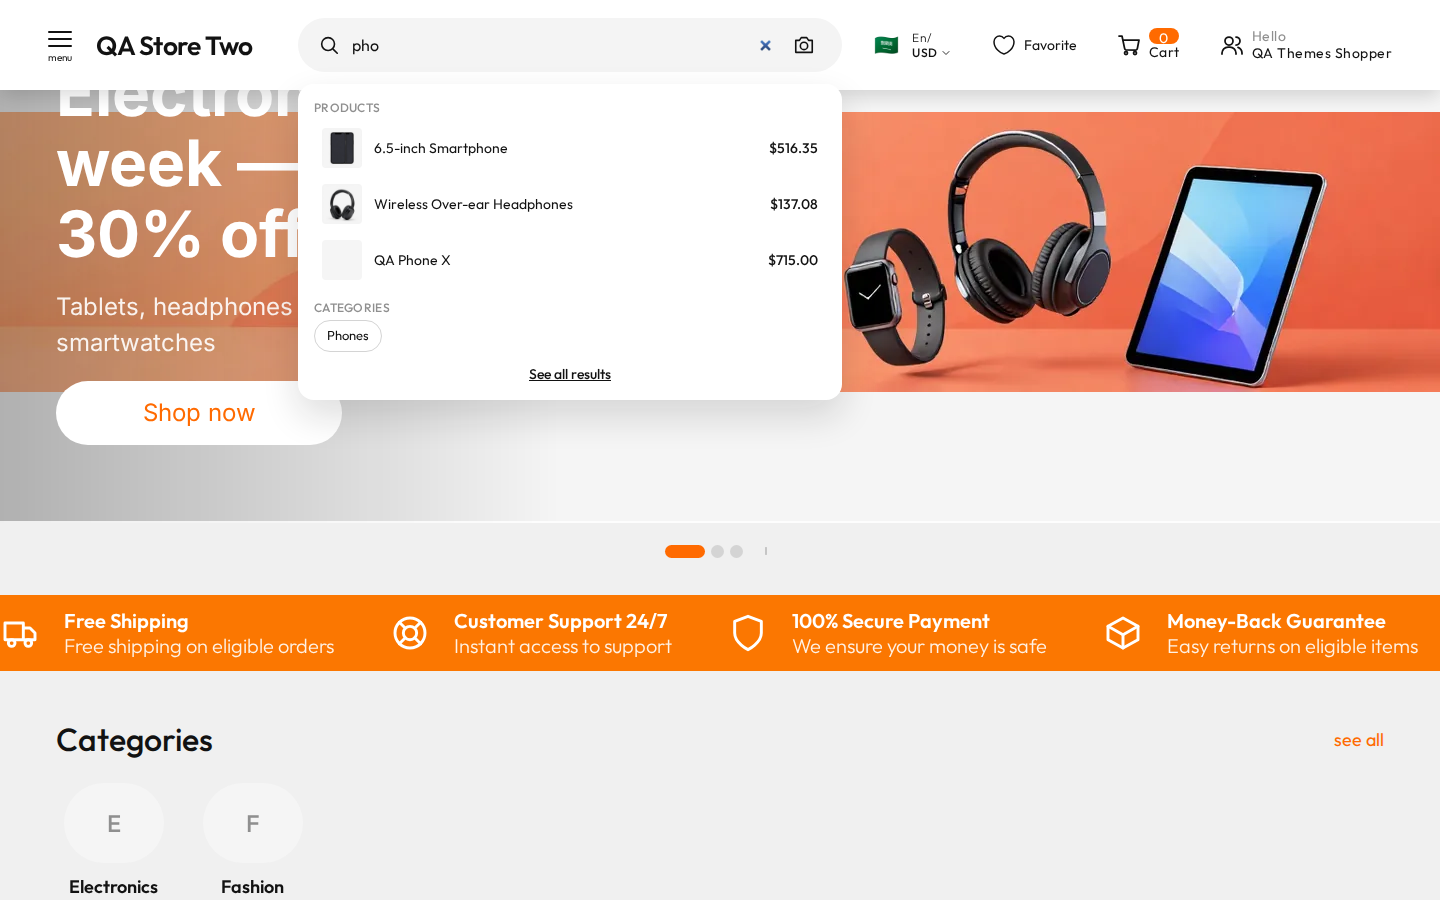 menu
QA Store Two
pho
En/
USD
Favorite
0
Cart
Hello
QA Themes Shopper
week —
30% off
Tablets, headphones
smartwatches
Shop now
PRODUCTS
6.5-inch Smartphone
$516.35
Wireless Over-ear Headphones
$137.08
QA Phone X
$715.00
CATEGORIES
Phones
See all results
Free Shipping
Free shipping on eligible orders
Customer Support 24/7
Instant access to support
100% Secure Payment
We ensure your money is safe
Money-Back Guarantee
Easy returns on eligible items
Categories
see all
E
F
Electronics
Fashion